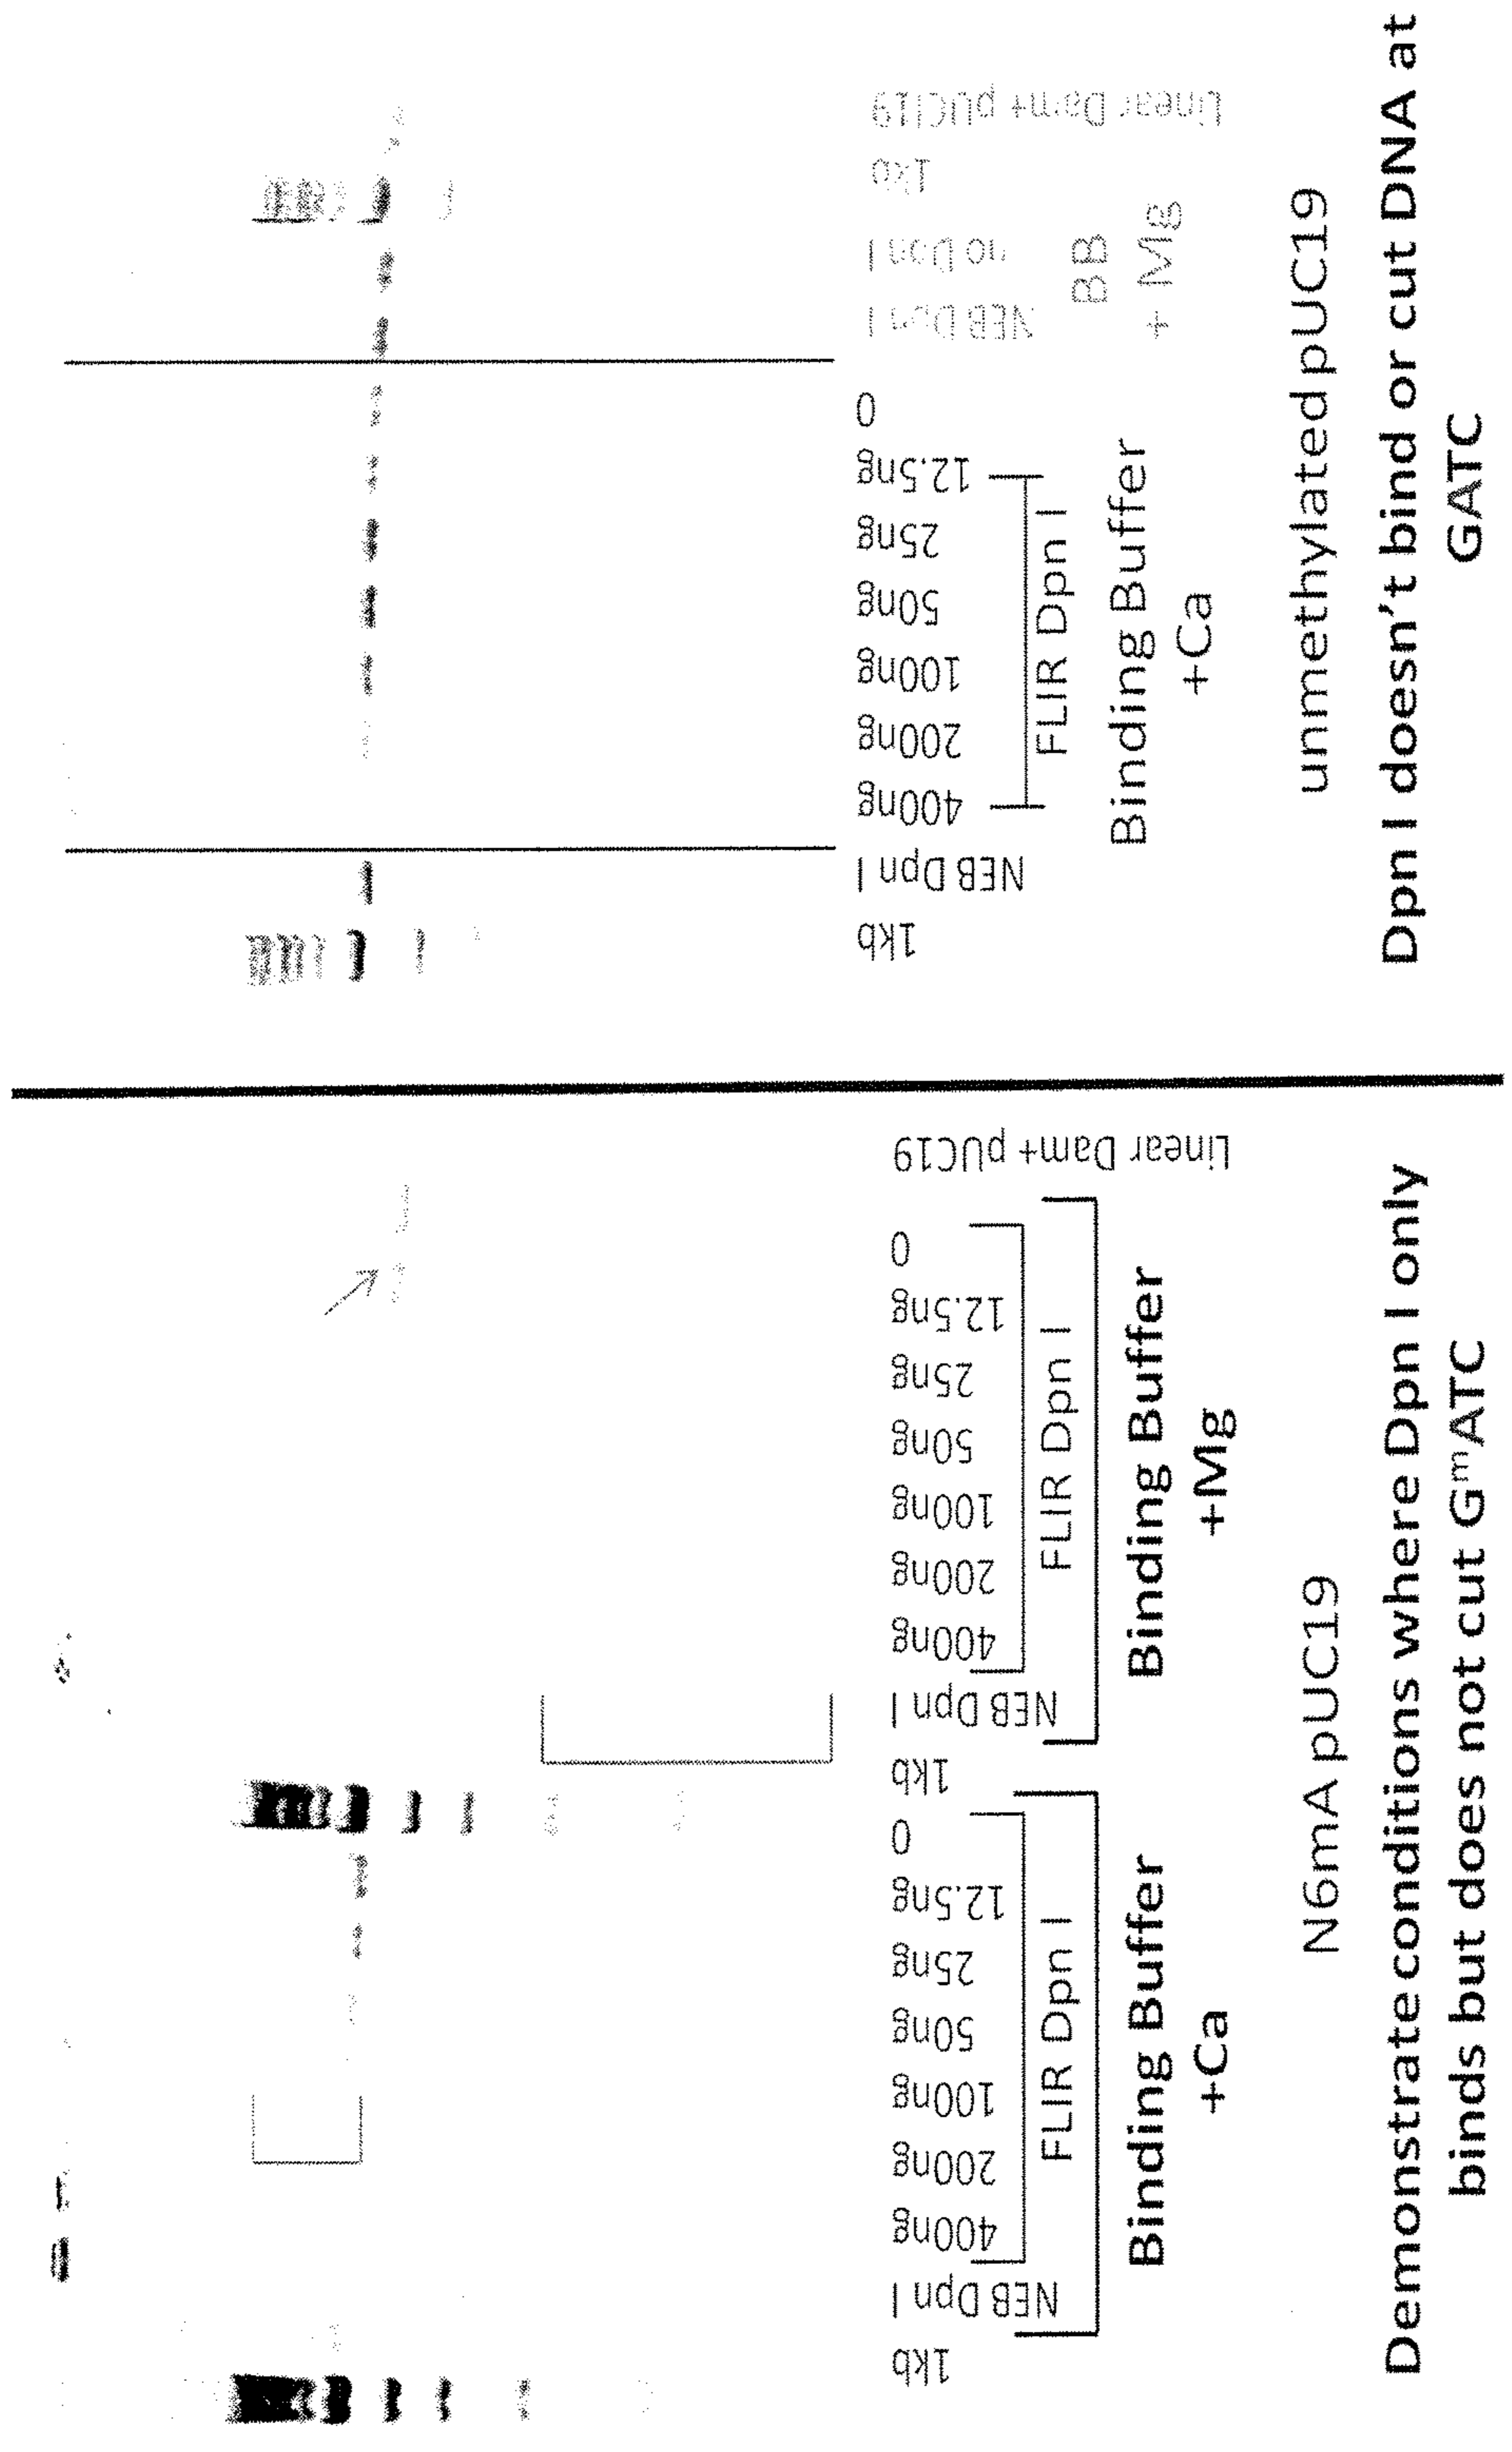 1kb
NEB Dpn I
400ng
200ng
100ng
50ng
25ng
12.5ng
0
FLIR Dpn I
Binding Buffer
+Ca
1kb
NEB Dpn I
400ng
200ng
100ng
50ng
25ng
12.5ng
0
FLIR Dpn I
Binding Buffer
+Mg
Linear Dam+ pUC19
N6mA pUC19
Demonstrate conditions where Dpn I only
binds but does not cut GᵐATC
1kb
NEB Dpn I
400ng
200ng
100ng
50ng
25ng
12.5ng
0
FLIR Dpn I
Binding Buffer
+Ca
NEB Dpn I
no Dpn I
BB
+ Mg
1kb
Linear Dam+ pUC19
unmethylated pUC19
Dpn I doesn't bind or cut DNA at
GATC